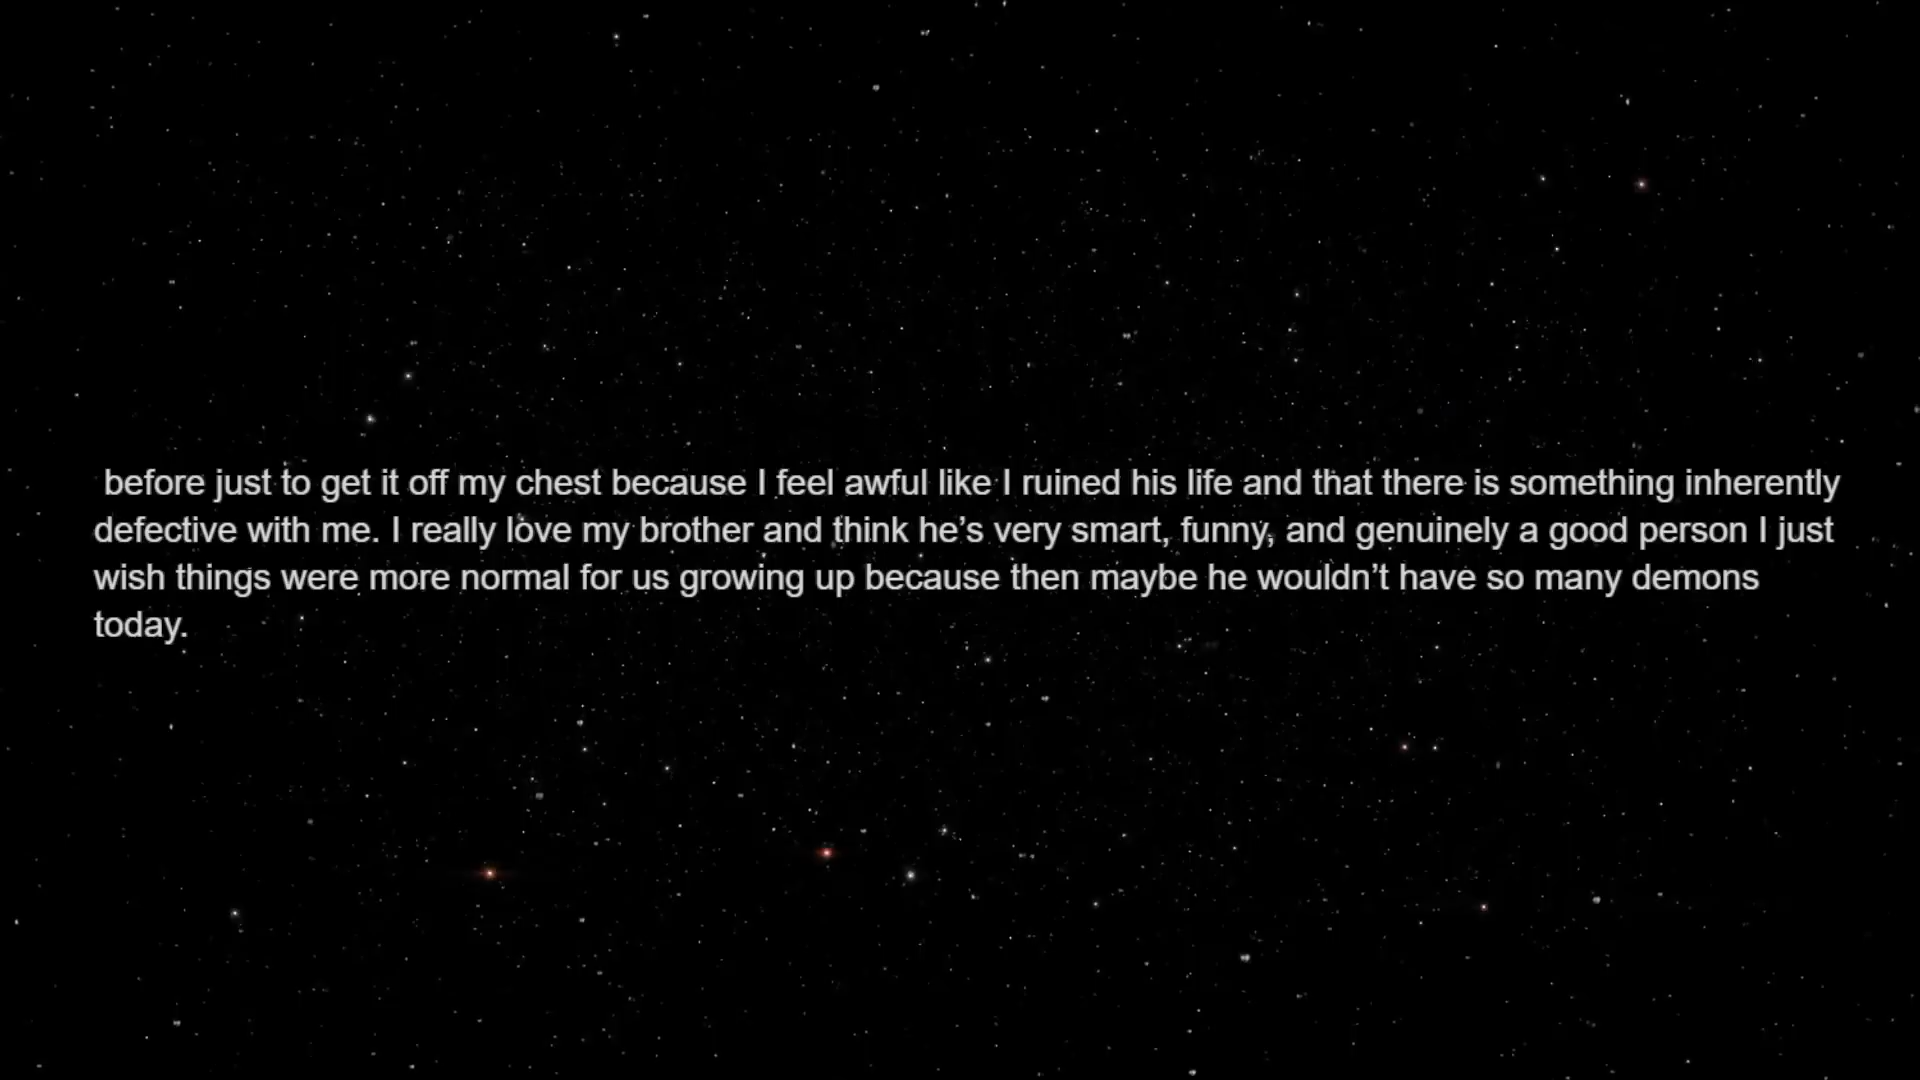 before just to get it off my chest because I feel awful like I ruined his life and that there is something inherently
defective with me. I really love my brother and think he’s very smart, funny, and genuinely a good person I just
wish things were more normal for us growing up because then maybe he wouldn’t have so many demons
today.